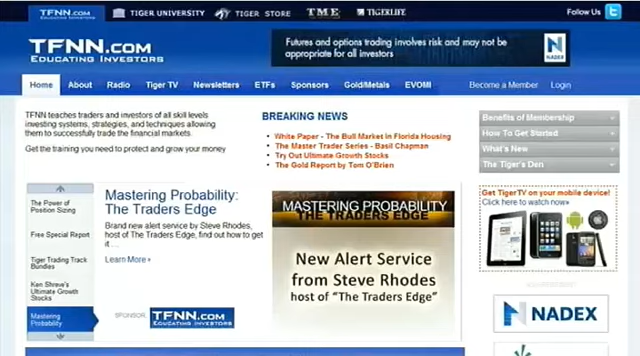 TFNN.COM
TIGER UNIVERSITY
TIGER STORE
TME
TIGERLIFE
Follow Us
TFNN.COM
EDUCATING INVESTORS
Futures and options trading involves risk and may not be appropriate for all investors
NADEX
Home
About
Radio
Tiger TV
Newsletters
ETFs
Sponsors
Gold/Metals
EVOMI
Become a Member
Login
TFNN teaches traders and investors of all skill levels
investing systems, strategies, and techniques allowing
them to successfully trade the financial markets.
Get the training you need to protect and grow your money
BREAKING NEWS
White Paper - The Bull Market in Florida Housing
The Master Trader Series - Basil Chapman
Try Out Ultimate Growth Stocks
The Gold Report by Tom O'Brien
Benefits of Membership
How To Get Started
What's New
The Tiger's Den
The Power of
Position Sizing
Free Special Report
Tiger Trading Track
Bundles
Ken Shreve's
Ultimate Growth
Stocks
Mastering
Probability
Mastering Probability:
The Traders Edge
Brand new alert service by Steve Rhodes,
host of The Traders Edge, find out how to get
it ...
Learn More
SPONSOR:
TFNN.COM
EDUCATING INVESTORS
MASTERING PROBABILITY
THE TRADERS EDGE
New Alert Service
from Steve Rhodes
host of "The Traders Edge"
Get TigerTV on your mobile device!
Click here to watch now
ADVERTISEMENT
NADEX